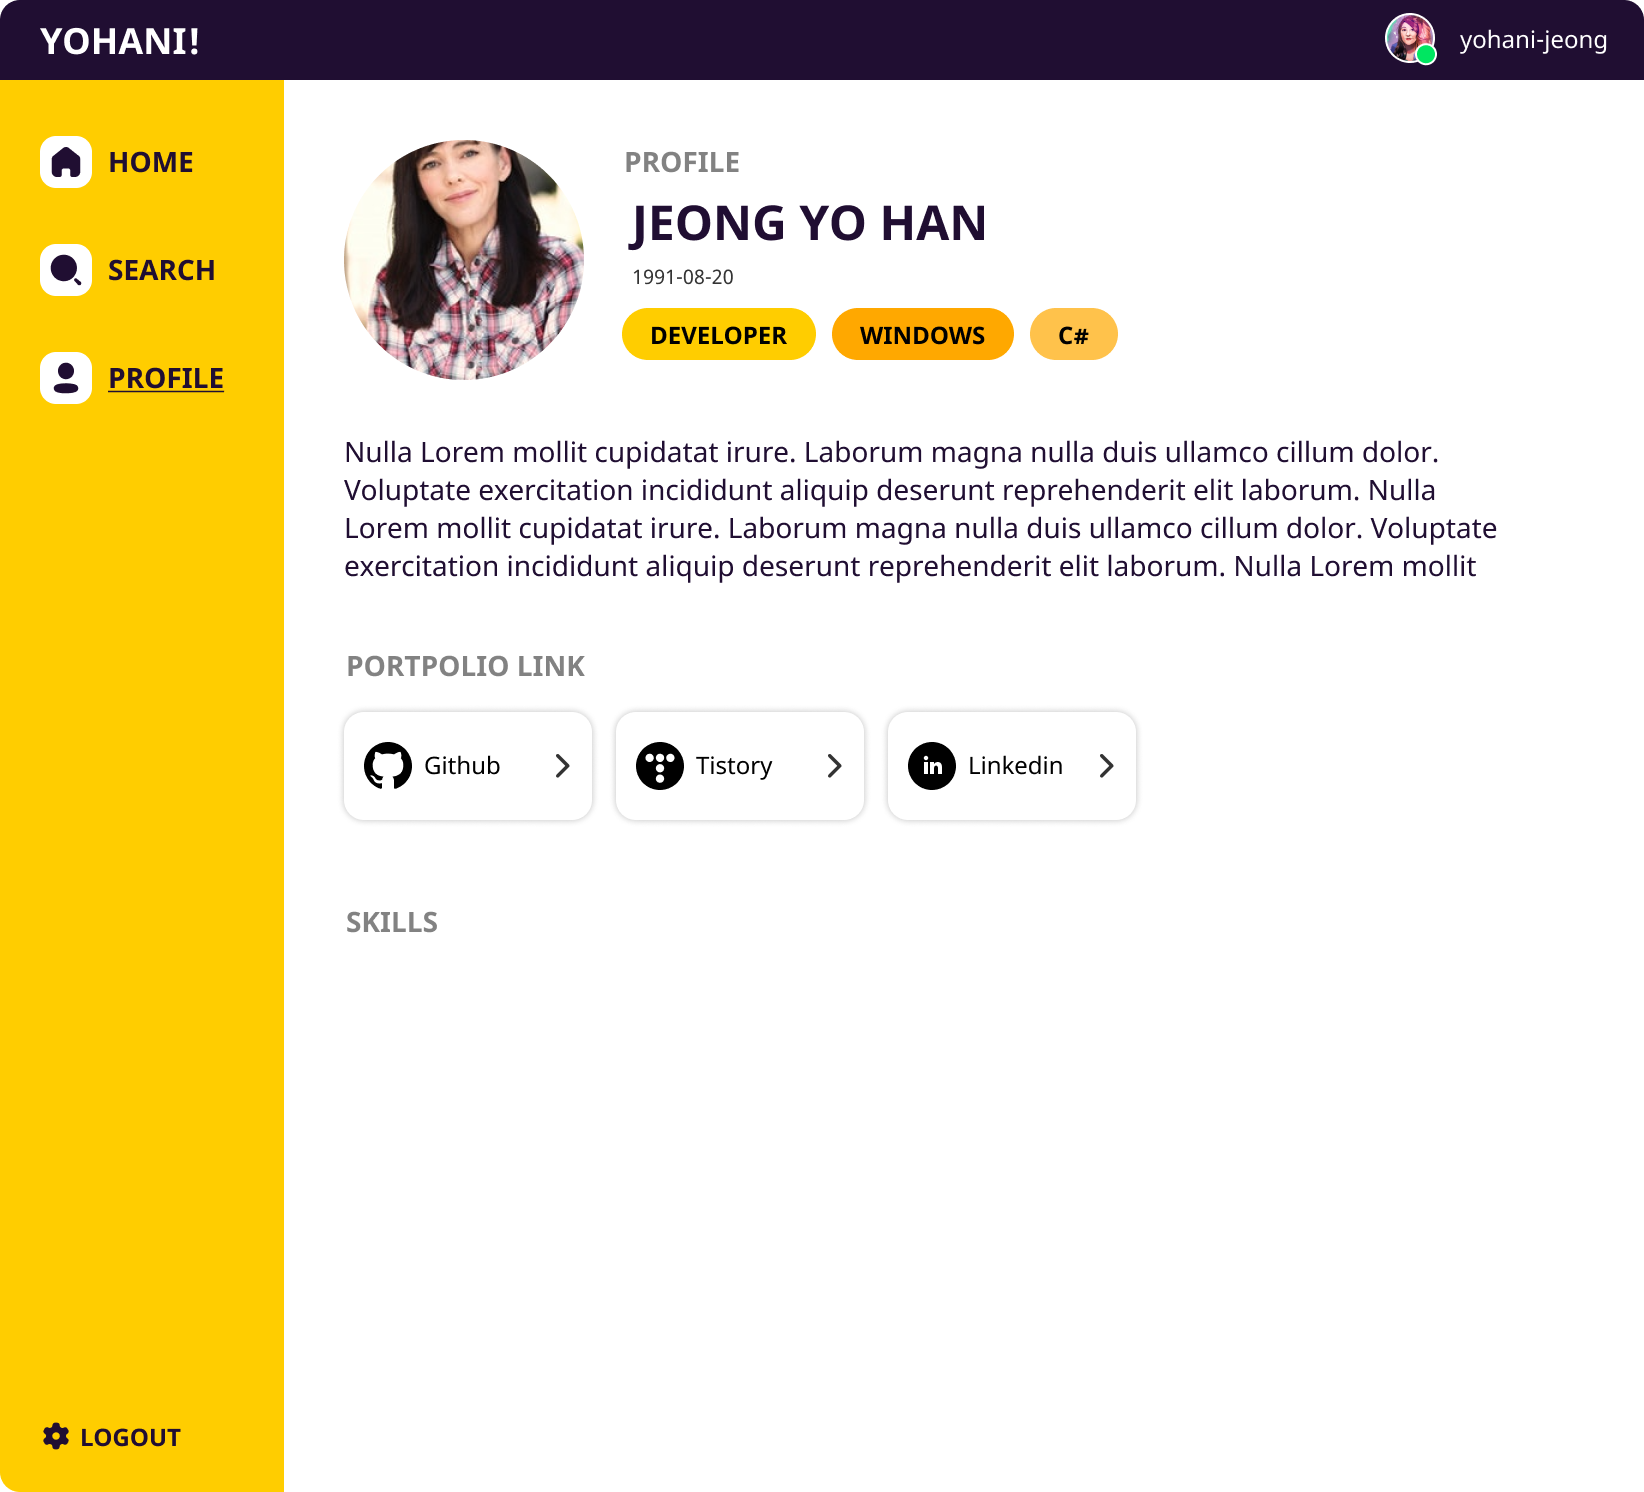 YOHANI!
yohani-jeong
HOME
SEARCH
PROFILE
LOGOUT
PROFILE
JEONG YO HAN
1991-08-20
DEVELOPER
WINDOWS
C#
Nulla Lorem mollit cupidatat irure. Laborum magna nulla duis ullamco cillum dolor.
Voluptate exercitation incididunt aliquip deserunt reprehenderit elit laborum. Nulla
Lorem mollit cupidatat irure. Laborum magna nulla duis ullamco cillum dolor. Voluptate
exercitation incididunt aliquip deserunt reprehenderit elit laborum. Nulla Lorem mollit
PORTPOLIO LINK
Github
Tistory
in
Linkedin
SKILLS